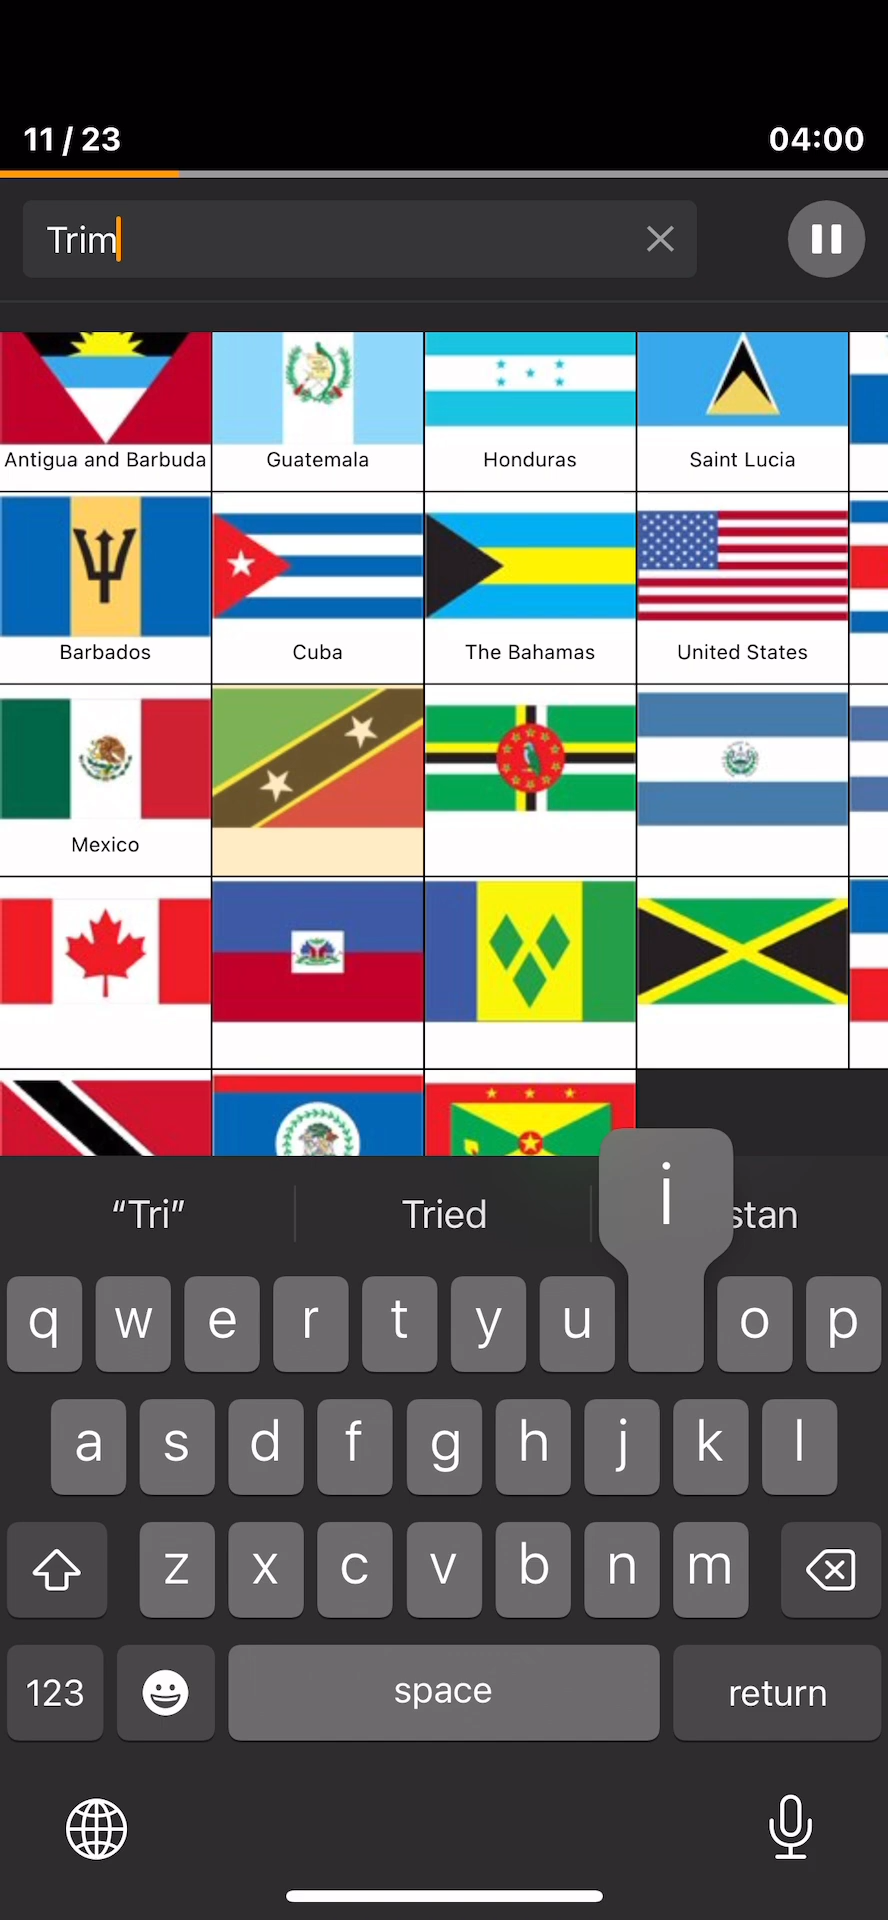 11 / 23
04:00
Trim
Antigua and Barbuda
Guatemala
Honduras
Saint Lucia
Barbados
Cuba
The Bahamas
United States
Mexico
“Tri”
Tried
stan
i
q w e r t y u o p
a s d f g h j k l
z x c v b n m
123
space
return